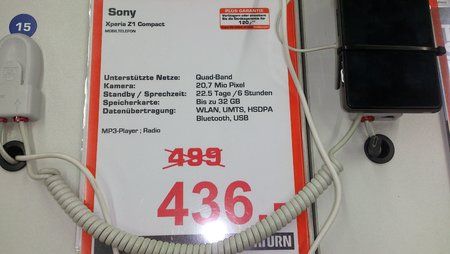 Sony
Xperia Z1 Compact
MOBILTELEFON
PLUS GARANTIE
120,-
15
Unterstützte Netze: Quad-Band
Kamera: 20,7 Mio Pixel
Standby / Sprechzeit: 22.5 Tage /6 Stunden
Speicherkarte: Bis zu 32 GB
Datenübertragung: WLAN, UMTS, HSDPA
Bluetooth, USB
MP3-Player ; Radio
499
436.-